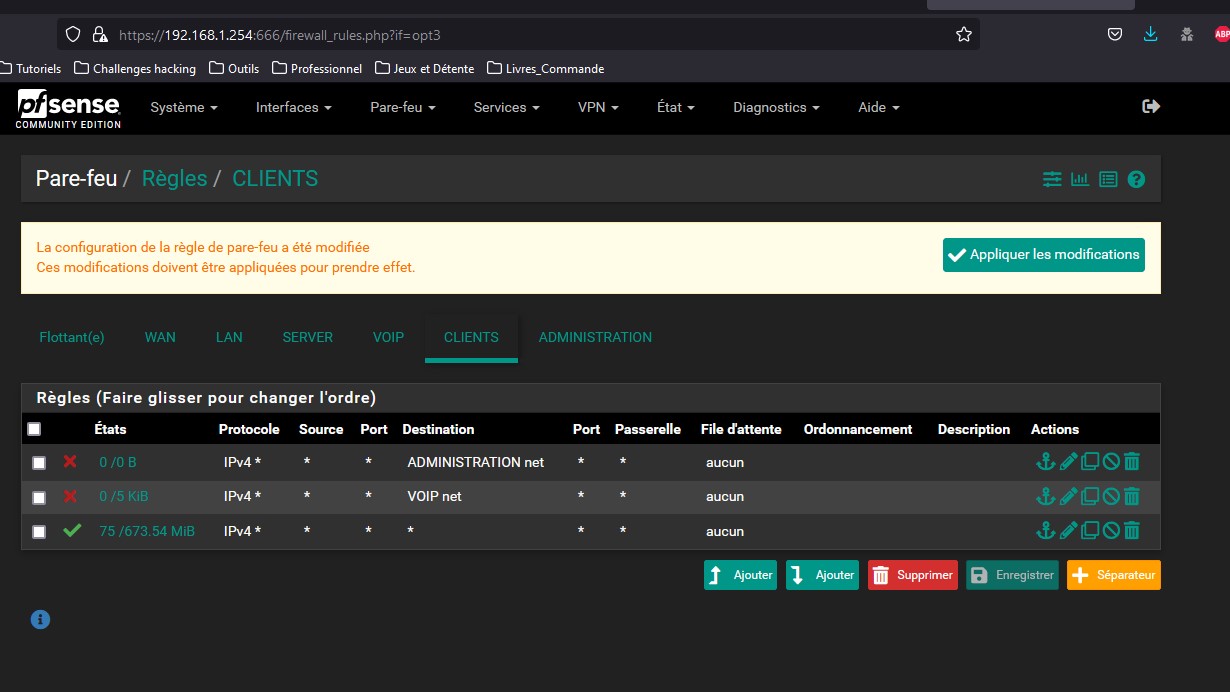 https://192.168.1.254:666/firewall_rules.php?if=opt3
ABP
Tutoriels Challenges hacking Outils Professionnel Jeux et Détente Livres_Commande
pfsense
COMMUNITY EDITION
Système Interfaces Pare-feu Services VPN État Diagnostics Aide
Pare-feu / Règles / CLIENTS
La configuration de la règle de pare-feu a été modifiée
Ces modifications doivent être appliquées pour prendre effet.
Appliquer les modifications
Flottant(e) WAN LAN SERVER VOIP CLIENTS ADMINISTRATION
Règles (Faire glisser pour changer l'ordre)
États Protocole Source Port Destination Port Passerelle File d'attente Ordonnancement Description Actions
0 /0 B IPv4 * * * ADMINISTRATION net * * aucun
0 /5 KiB IPv4 * * * VOIP net * * aucun
75 /673.54 MiB IPv4 * * * * * * aucun
Ajouter Ajouter Supprimer Enregistrer Séparateur